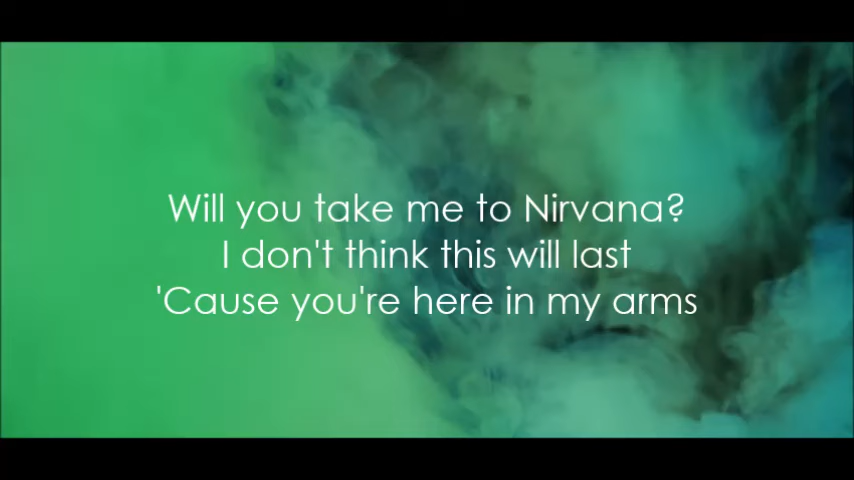 Will you take me to Nirvana?
I don't think this will last
'Cause you're here in my arms